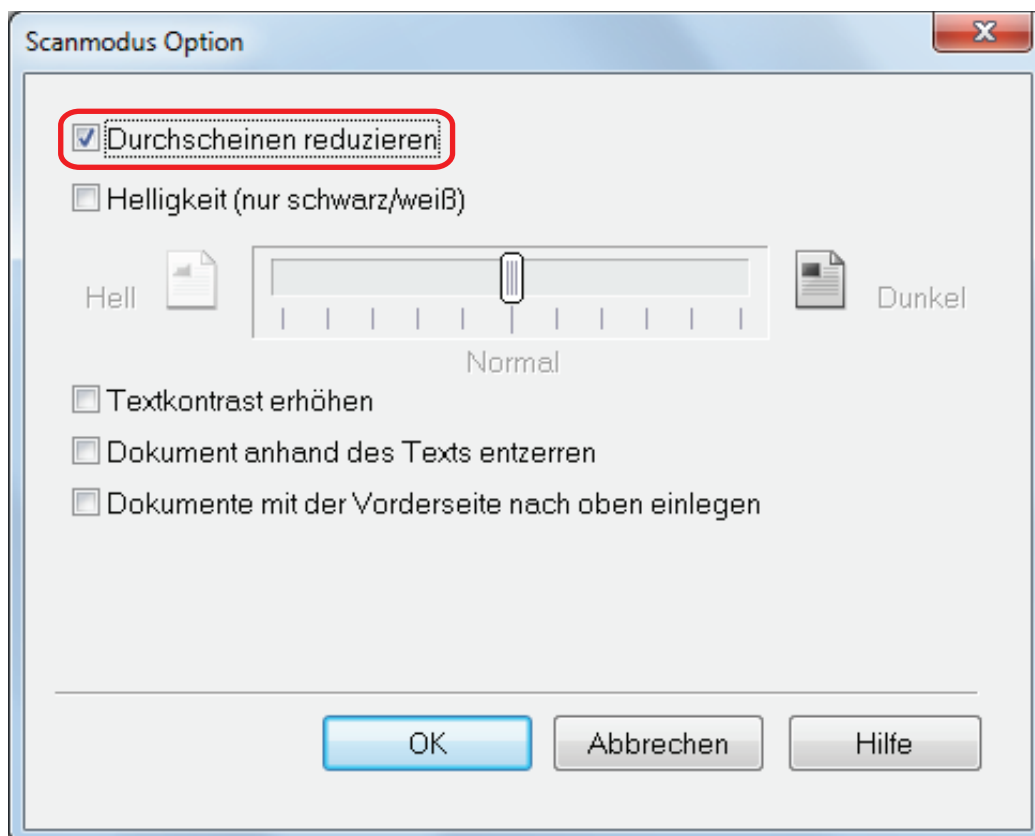 Scanmodus Option
Durchscheinen reduzieren
Helligkeit (nur schwarz/weiß)
Hell
Dunkel
Normal
Textkontrast erhöhen
Dokument anhand des Texts entzerren
Dokumente mit der Vorderseite nach oben einlegen
OK
Abbrechen
Hilfe